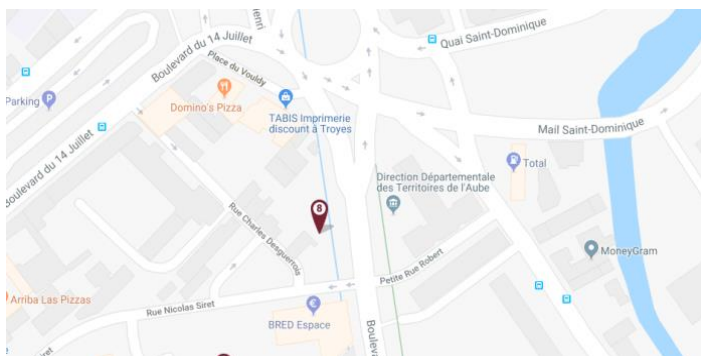 enri
Boulevard du 14 Juillet
Quai Saint-Dominique
Place du Vouldy
Parking
P
Domino's Pizza
TABIS Imprimerie
discount à Troyes
Mail Saint-Dominique
Boulevard du 14 Juillet
Total
Direction Départementale
des Territoires de l'Aube
8
Rue Charles Desguerrois
MoneyGram
Petite Rue Robert
Arriba Las Pizzas
Rue Nicolas Siret
€
BRED Espace
Boulev